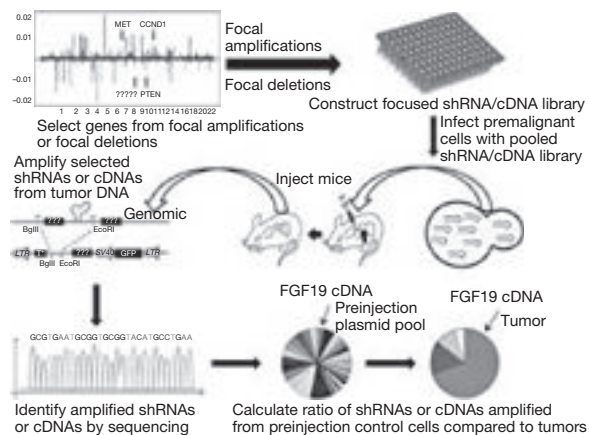 0.02
0.01
0
−0.01
−0.02
MET CCND1
????? PTEN
1 2 3 4 5 6 7 8 9 10 11 12 14 16 18 20 22
Focal
amplifications
Focal deletions
Select genes from focal amplifications
or focal deletions
Construct focused shRNA/cDNA library
Infect premalignant
cells with pooled
shRNA/cDNA library
Amplify selected
shRNAs or cDNAs
from tumor DNA
Inject mice
??? ???
Genomic
BglII EcoRI
LTR ??? SV40 GFP LTR
BglII EcoRI
GCGTGAATGCGGTGCGGTACATGCCTGAA
Identify amplified shRNAs
or cDNAs by sequencing
FGF19 cDNA
Preinjection
plasmid pool
FGF19 cDNA
Tumor
Calculate ratio of shRNAs or cDNAs amplified
from preinjection control cells compared to tumors